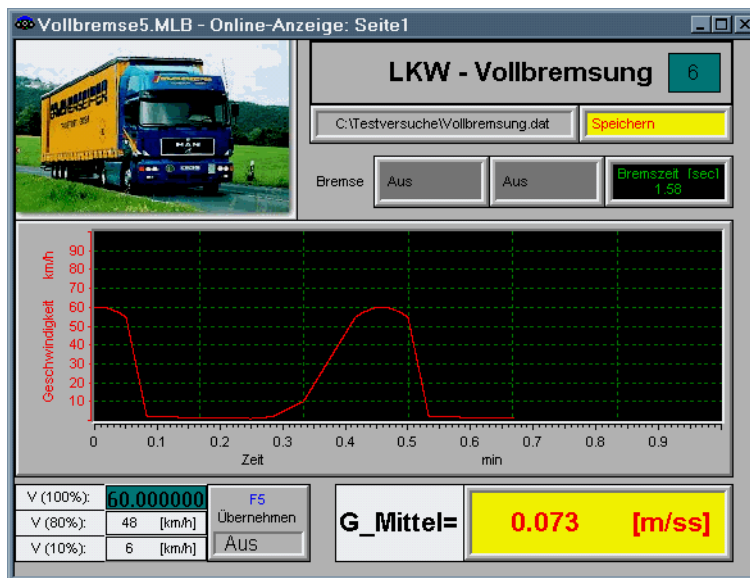 Vollbremse5.MLB - Online-Anzeige: Seite1
LKW - Vollbremsung 6
C:\Testversuche\Vollbremsung.dat Speichern
MAN
Bremse Aus Aus Bremszeit [sec]
1.58
Geschwindigkeit km/h
90
80
70
60
50
40
30
20
10
0 0.1 0.2 0.3 0.4 0.5 0.6 0.7 0.8 0.9
Zeit min
V (100%): 60.000000
V (80%): 48 [km/h]
V (10%): 6 [km/h]
F5
Übernehmen
Aus
G_Mittel= 0.073 [m/ss]